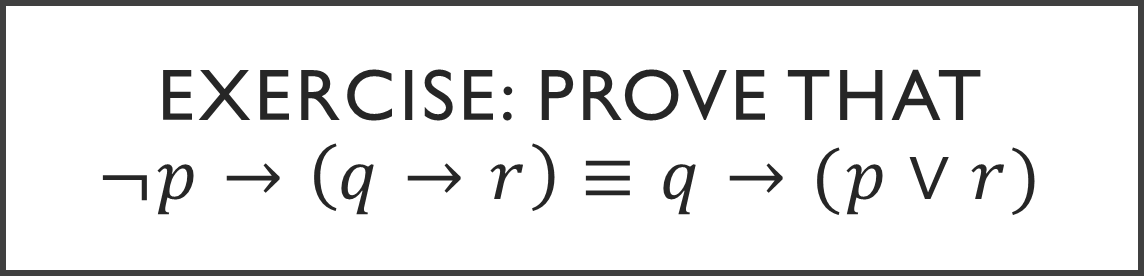 EXERCISE: PROVE THAT
¬𝑝 → (𝑞 → 𝑟) ≡ 𝑞 → (𝑝 ∨ 𝑟)